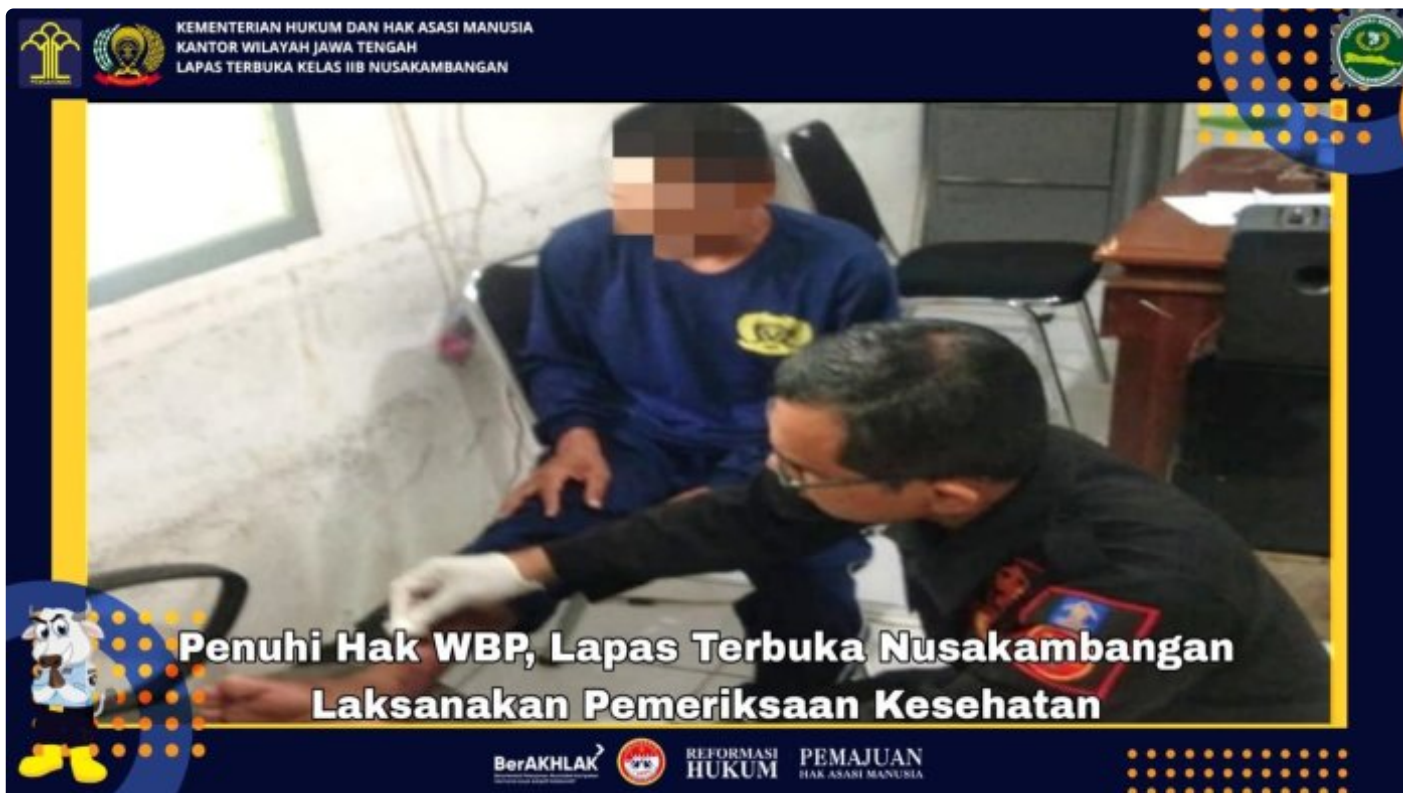 KEMENTERIAN HUKUM DAN HAK ASASI MANUSIA
KANTOR WILAYAH JAWA TENGAH
LAPAS TERBUKA KELAS IIB NUSAKAMBANGAN
Penuhi Hak WBP, Lapas Terbuka Nusakambangan
Laksanakan Pemeriksaan Kesehatan
BerAKHLAK
REFORMASI
HUKUM
PEMAJUAN
HAK ASASI MANUSIA